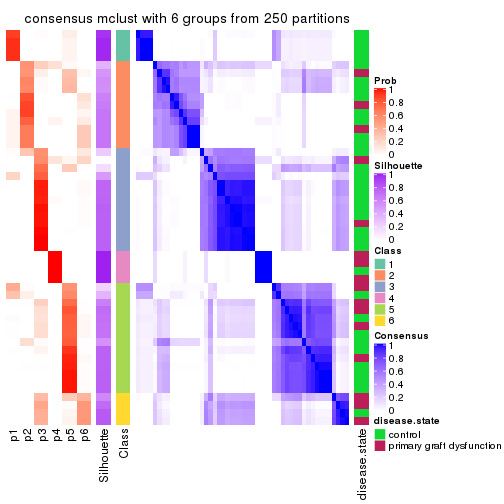 consensus mclust with 6 groups from 250 partitions
Prob
1
0.8
0.6
0.4
0.2
0
Silhouette
1
0.8
0.6
0.4
0.2
0
Class
1
2
3
4
5
6
Consensus
1
0.8
0.6
0.4
0.2
0
disease.state
control
primary graft dysfunction
p1
p2
p3
p4
p5
p6
Silhouette
Class
disease.state